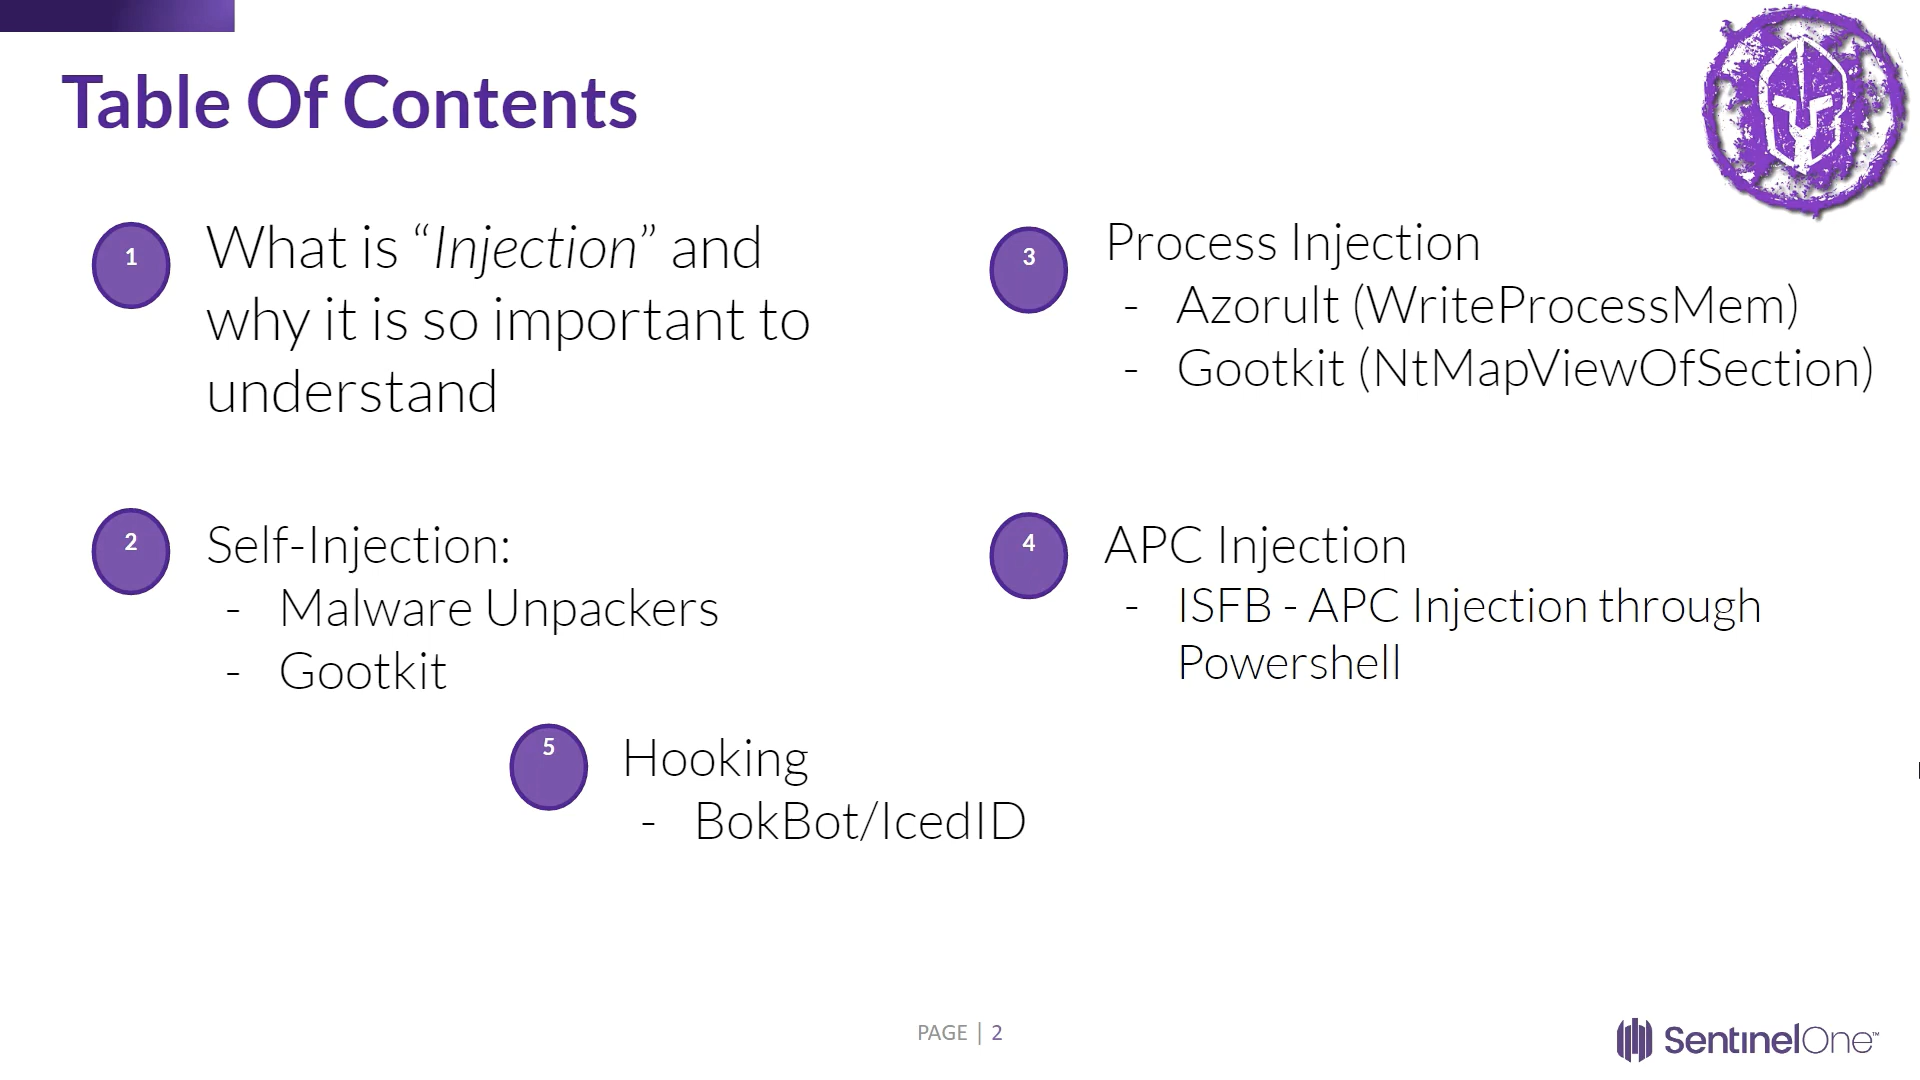 Table Of Contents
1
What is “Injection” and
why it is so important to
understand
2
Self-Injection:
- Malware Unpackers
- Gootkit
3
Process Injection
- Azorult (WriteProcessMem)
- Gootkit (NtMapViewOfSection)
4
APC Injection
- ISFB - APC Injection through
Powershell
5
Hooking
- BokBot/IcedID
PAGE | 2
SentinelOne™